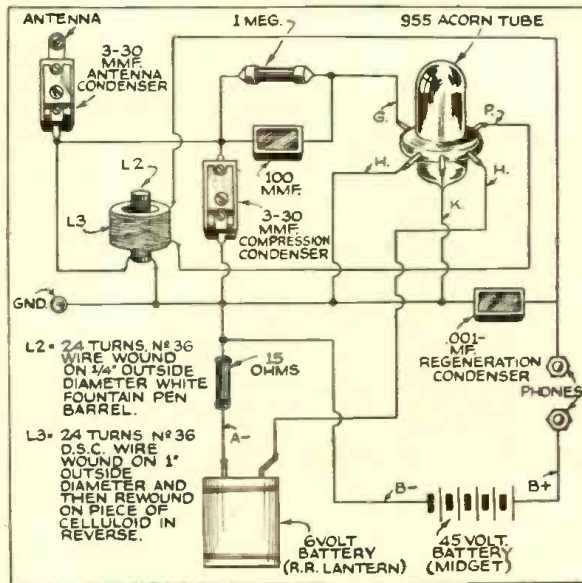 ANTENNA
3-30
MMF.
ANTENNA
CONDENSER
1 MEG.
955 ACORN TUBE
G.
P.
H.
H.
K.
100
MMF.
L2
L3
3-30
MMF.
COMPRESSION
CONDENSER
GND.
.001-
MF.
REGENERATION
CONDENSER
PHONES
L2= 24 TURNS, Nº 36
WIRE WOUND
ON 1/4" OUTSIDE
DIAMETER WHITE
FOUNTAIN PEN
BARREL.
L3= 24 TURNS Nº 36
D.S.C. WIRE
WOUND ON 1"
OUTSIDE
DIAMETER AND
THEN REWOUND
ON PIECE OF
CELLULOID IN
REVERSE.
15
OHMS
A-
B-
B+
6 VOLT
BATTERY
(R.R. LANTERN)
45 VOLT.
BATTERY
(MIDGET)